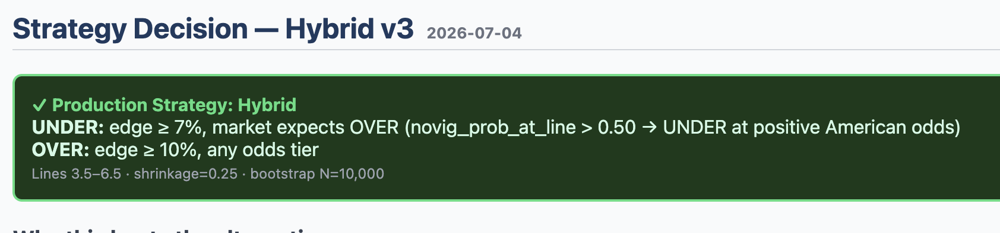 Strategy Decision — Hybrid v3 2026-07-04
✓ Production Strategy: Hybrid
UNDER: edge ≥ 7%, market expects OVER (novig_prob_at_line > 0.50 → UNDER at positive American odds)
OVER: edge ≥ 10%, any odds tier
Lines 3.5–6.5 · shrinkage=0.25 · bootstrap N=10,000